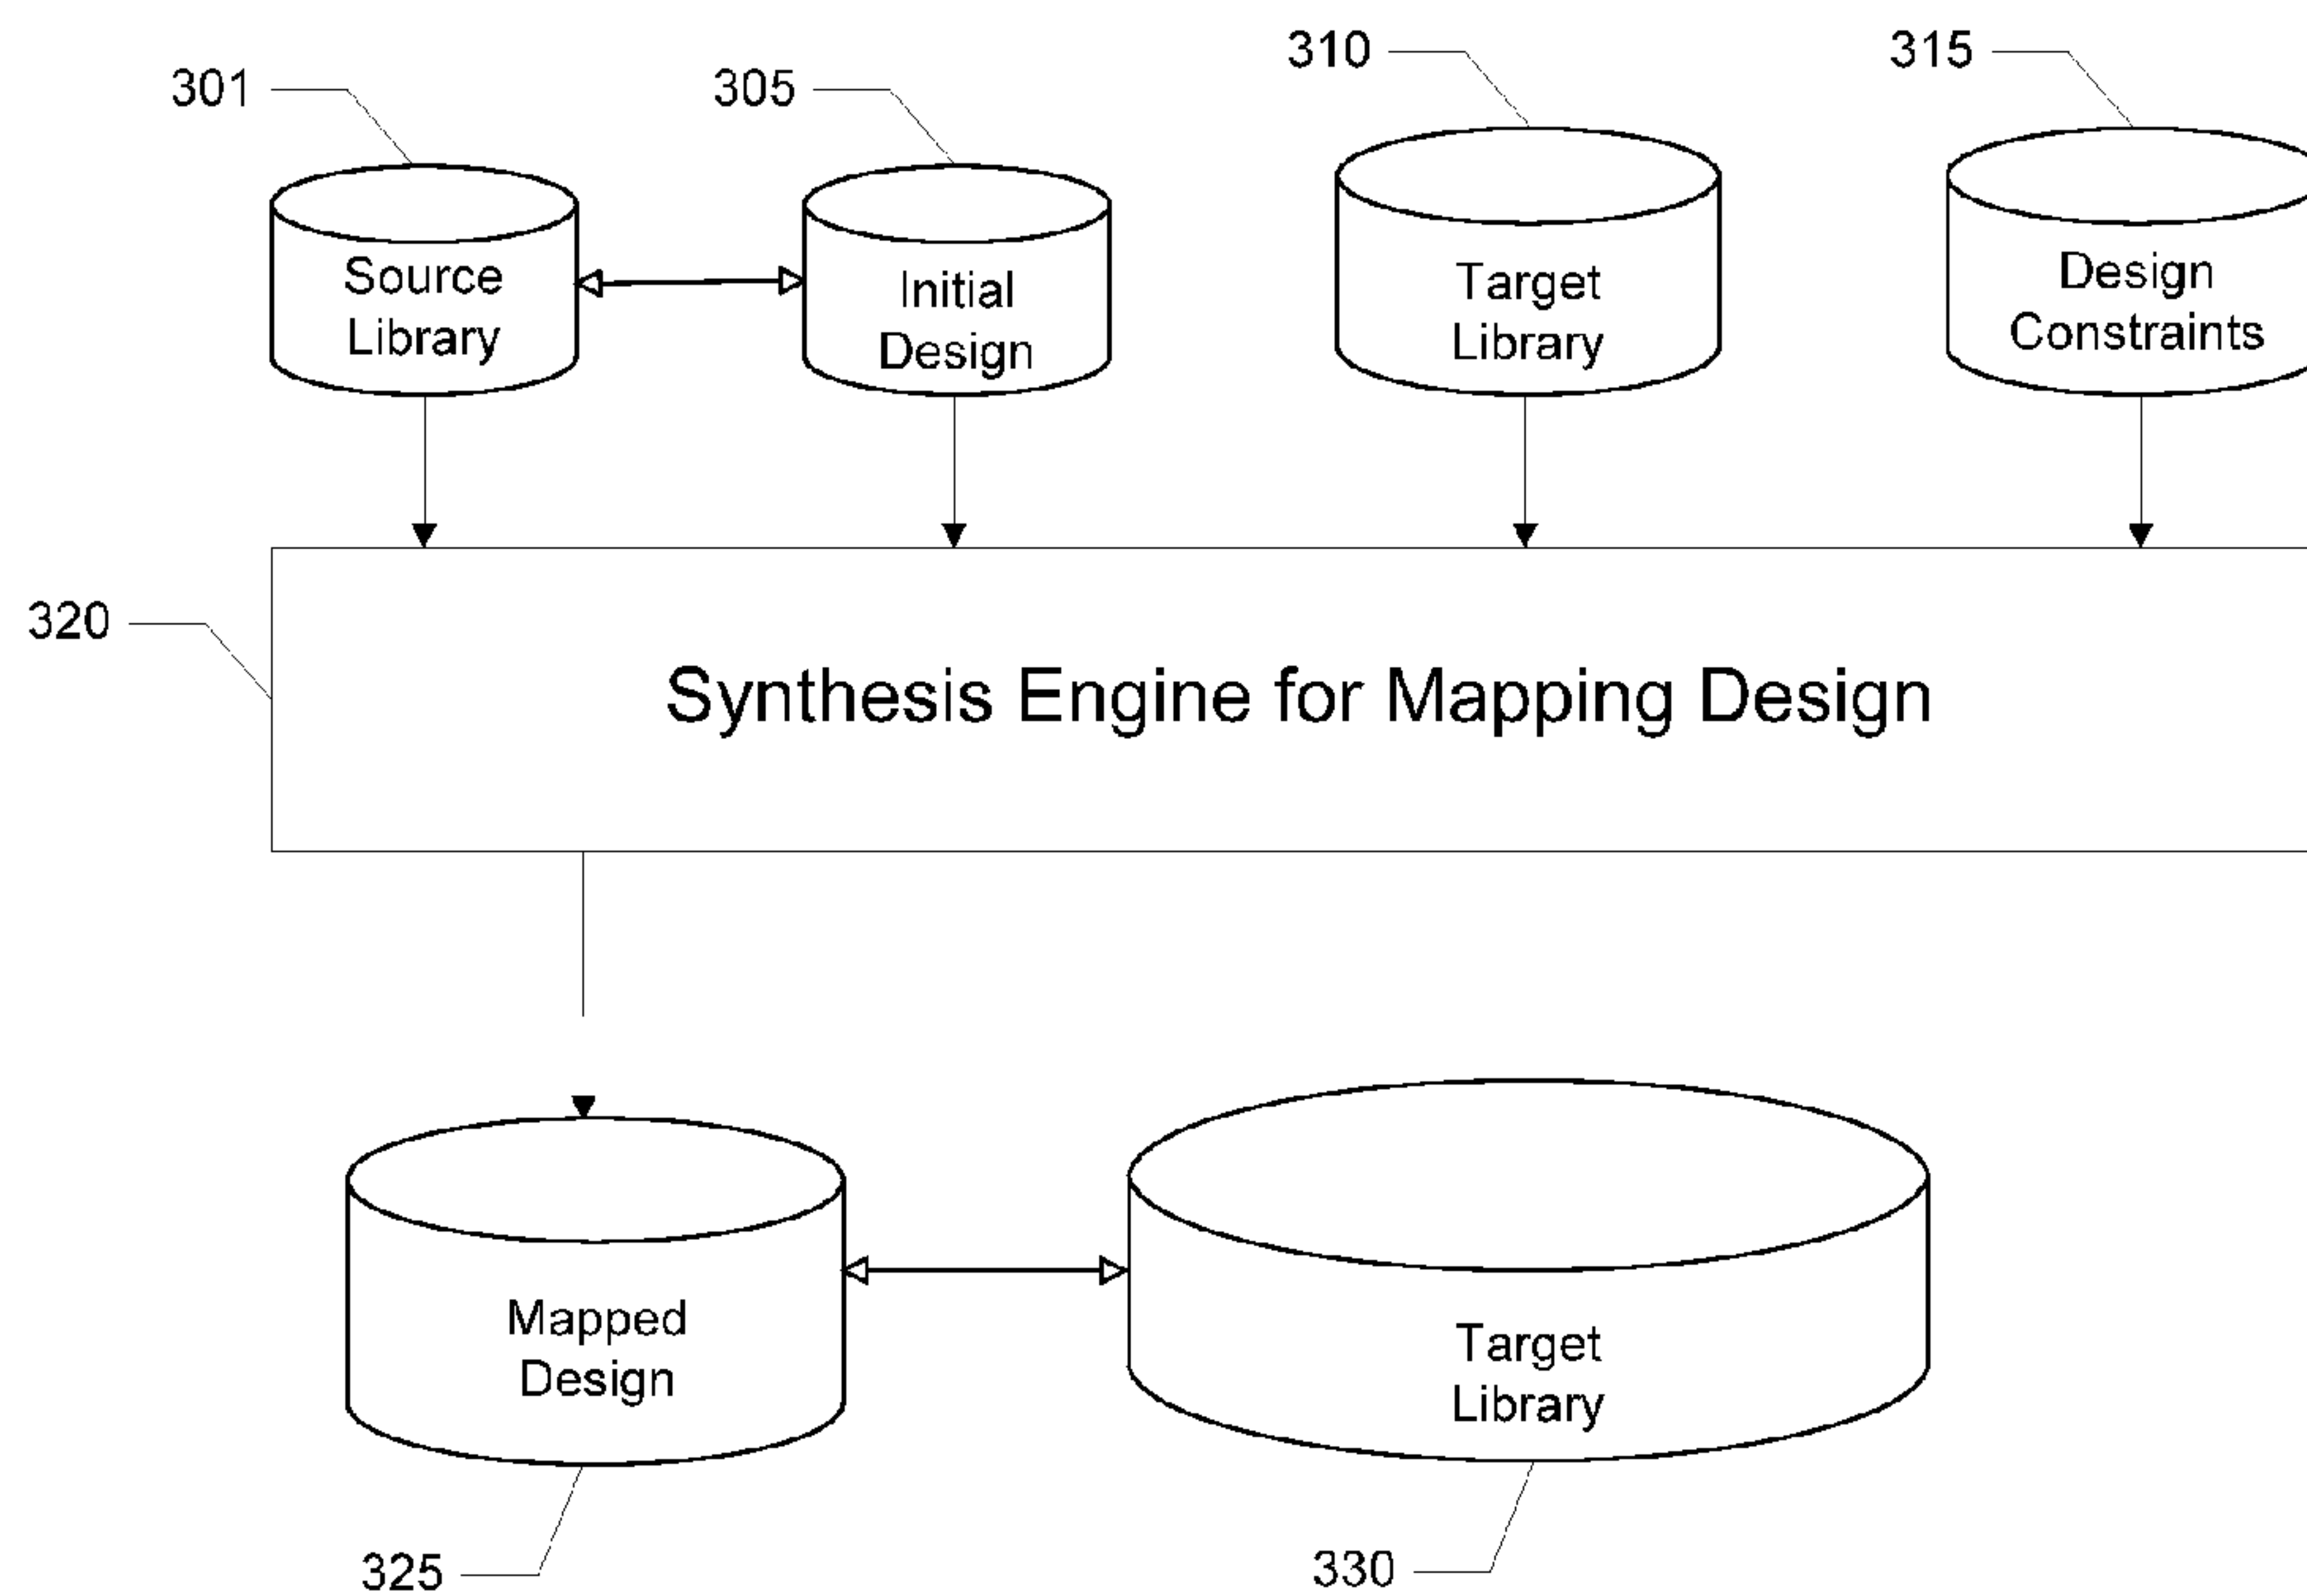 301
305
310
315
Source
Library
Initial
Design
Target
Library
Design
Constraints
320
Synthesis Engine for Mapping Design
Mapped
Design
Target
Library
325
330